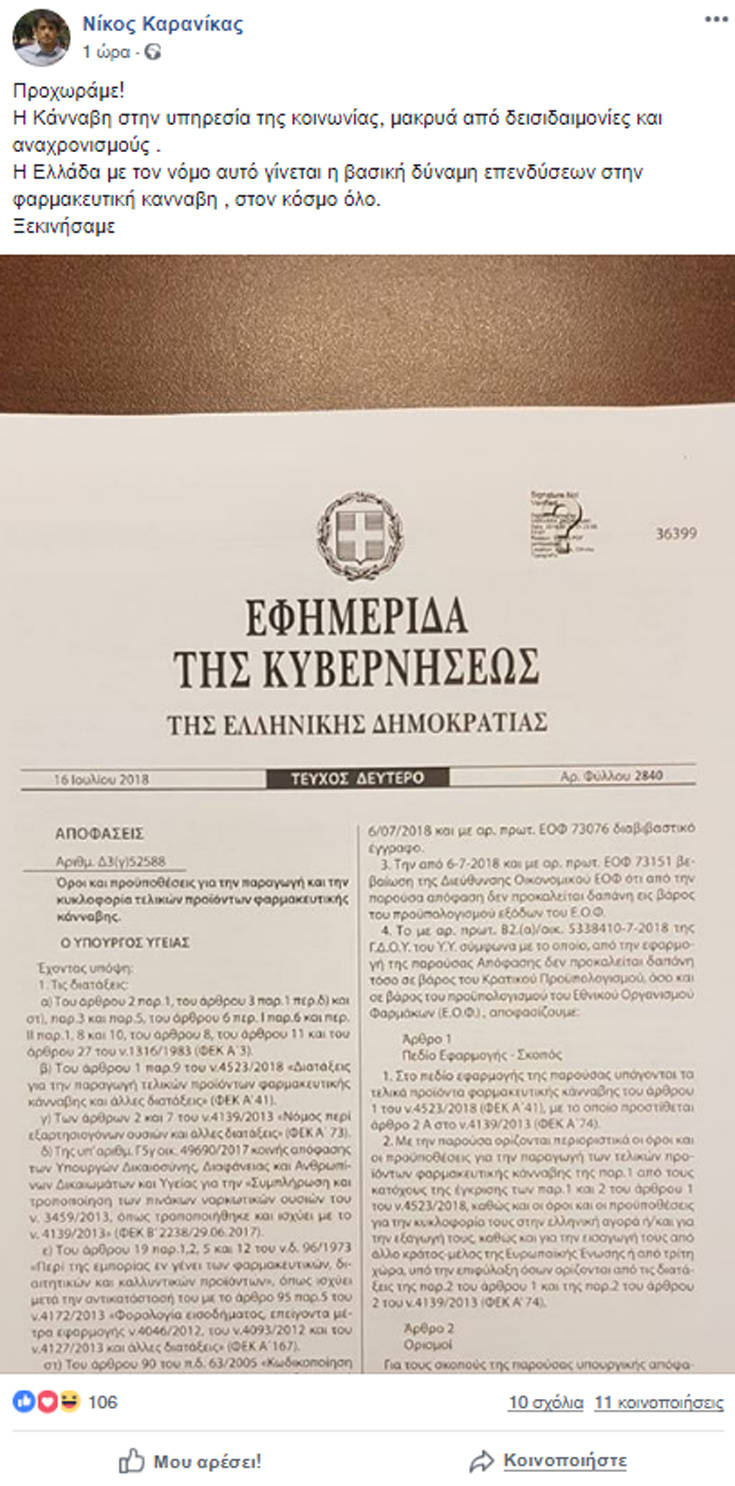 Νίκος Καρανίκας
1 ώρα ·
Προχωράμε!
Η Κάνναβη στην υπηρεσία της κοινωνίας, μακρυά από δεισιδαιμονίες και
αναχρονισμούς .
Η Ελλάδα με τον νόμο αυτό γίνεται η βασική δύναμη επενδύσεων στην
φαρμακευτική κανναβη , στον κόσμο όλο.
Ξεκινήσαμε
Signature Not
Verified
36399
ΕΦΗΜΕΡΙΔΑ
ΤΗΣ ΚΥΒΕΡΝΗΣΕΩΣ
ΤΗΣ ΕΛΛΗΝΙΚΗΣ ΔΗΜΟΚΡΑΤΙΑΣ
16 Ιουλίου 2018
ΤΕΥΧΟΣ ΔΕΥΤΕΡΟ
Αρ. Φύλλου 2840
ΑΠΟΦΑΣΕΙΣ
Αριθμ. Δ3(γ)52588
Όροι και προϋποθέσεις για την παραγωγή και την
κυκλοφορία τελικών προϊόντων φαρμακευτικής
κάνναβης.
Ο ΥΠΟΥΡΓΟΣ ΥΓΕΙΑΣ
Έχοντας υπόψη:
1. Τις διατάξεις:
α) Του άρθρου 2 παρ.1, του άρθρου 3 παρ.1 περ.δ) και
στ), παρ.3 και παρ.5, του άρθρου 6 περ. Ι παρ.6 και περ.
ΙΙ παρ.1, 8 και 10, του άρθρου 8, του άρθρου 11 και του
άρθρου 27 του ν.1316/1983 (ΦΕΚ Α΄3).
β) Του άρθρου 1 παρ.9 του ν.4523/2018 «Διατάξεις
για την παραγωγή τελικών προϊόντων φαρμακευτικής
κάνναβης και άλλες διατάξεις» (ΦΕΚ Α΄41).
γ) Των άρθρων 2 και 7 του ν.4139/2013 «Νόμος περί
εξαρτησιογόνων ουσιών και άλλες διατάξεις» (ΦΕΚ Α΄ 73).
δ) Της υπ' αριθμ. Γ5γ οικ. 49690/2017 κοινής απόφασης
των Υπουργών Δικαιοσύνης, Διαφάνειας και Ανθρωπί-
νων Δικαιωμάτων και Υγείας για την «Συμπλήρωση και
τροποποίηση των πινάκων ναρκωτικών ουσιών του
ν. 3459/2013, όπως τροποποιήθηκε και ισχύει με το
ν. 4139/2013» (ΦΕΚ Β΄2238/29.06.2017).
ε) Του άρθρου 19 παρ.1,2, 5 και 12 του ν.δ. 96/1973
«Περί της εμπορίας εν γένει των φαρμακευτικών, δι-
αιτητικών και καλλυντικών προϊόντων», όπως ισχύει
μετά την αντικατάστασή του με το άρθρο 95 παρ.5 του
ν.4172/2013 «Φορολογία εισοδήματος, επείγοντα μέ-
τρα εφαρμογής ν.4046/2012, του ν.4093/2012 και του
ν.4127/2013 και άλλες διατάξεις» (ΦΕΚ Α΄167).
στ) Του άρθρου 90 του π.δ. 63/2005 «Κωδικοποίηση
6/07/2018 και με αρ. πρωτ. ΕΟΦ 73076 διαβιβαστικό
έγγραφο.
3. Την από 6-7-2018 και με αρ. πρωτ. ΕΟΦ 73151 βε-
βαίωση της Διεύθυνσης Οικονομικού ΕΟΦ ότι από την
παρούσα απόφαση δεν προκαλείται δαπάνη εις βάρος
του προϋπολογισμού εξόδων του Ε.Ο.Φ.
4. Το με αρ. πρωτ. Β2.(α)/οικ. 5338410-7-2018 της
Γ.Δ.Ο.Υ. του Υ.Υ. σύμφωνα με το οποίο, από την εφαρμο-
γή της παρούσας Απόφασης δεν προκαλείται δαπάνη
τόσο σε βάρος του Κρατικού Προϋπολογισμού, όσο και
σε βάρος του προϋπολογισμού του Εθνικού Οργανισμού
Φαρμάκων (Ε.Ο.Φ.) , αποφασίζουμε:
Άρθρο 1
Πεδίο Εφαρμογής - Σκοπός
1. Στο πεδίο εφαρμογής της παρούσας υπάγονται τα
τελικά προϊόντα φαρμακευτικής κάνναβης του άρθρου
1 του ν.4523/2018 (ΦΕΚ Α΄41), με το οποίο προστίθεται
άρθρο 2 Α στο ν.4139/2013 (ΦΕΚ Α΄74).
2. Με την παρούσα ορίζονται περιοριστικά οι όροι και
οι προϋποθέσεις για την παραγωγή των τελικών προ-
ϊόντων φαρμακευτικής κάνναβης της παρ.1 από τους
κατόχους της έγκρισης των παρ.1 και 2 του άρθρου 1
του ν.4523/2018, καθώς και οι όροι και οι προϋποθέσεις
για την κυκλοφορία τους στην ελληνική αγορά ή/και για
την εξαγωγή τους, καθώς και για την εισαγωγή τους από
άλλο κράτος-μέλος της Ευρωπαϊκής Ένωσης ή από τρίτη
χώρα, υπό την επιφύλαξη όσων ορίζονται από τις διατά-
ξεις της παρ.2 του άρθρου 1 και της παρ.2 του άρθρου
2 του ν.4139/2013 (ΦΕΚ Α' 74).
Άρθρο 2
Ορισμοί
Για τους σκοπούς της παρούσας υπουργικής απόφα-
106
10 σχόλια 11 κοινοποιήσεις
Μου αρέσει!
Κοινοποιήστε